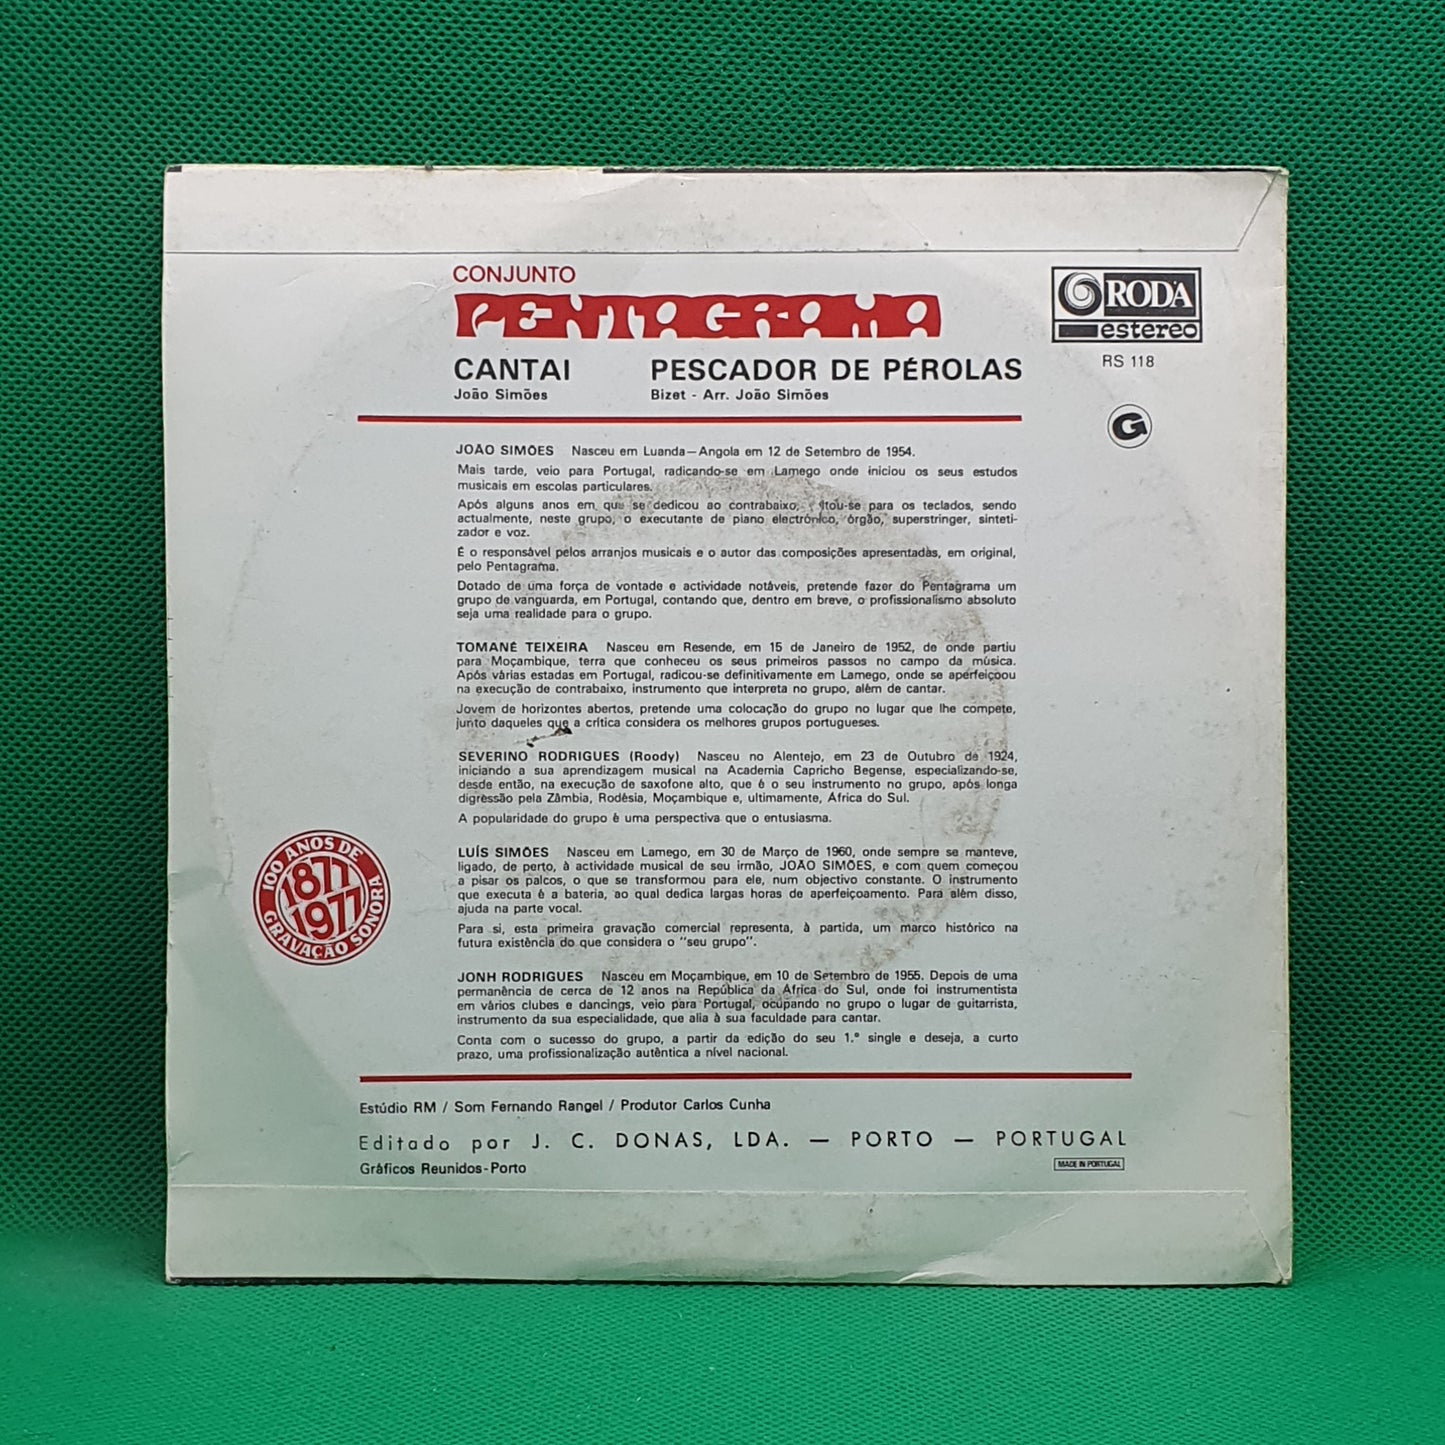 CONJUNTO
PENTAGRAMA
CANTAI PESCADOR DE PÉROLAS
João Simões Bizet - Arr. João Simões
RODA
estereo
RS 118
G
JOÃO SIMÕES Nasceu em Luanda—Angola em 12 de Setembro de 1954.
Mais tarde, veio para Portugal, radicando-se em Lamego onde iniciou os seus estudos
musicais em escolas particulares.
Após alguns anos em que se dedicou ao contrabaixo, itou-se para os teclados, sendo
actualmente, neste grupo, o executante de piano electrónico, órgão, superstringer, sinteti-
zador e voz.
É o responsável pelos arranjos musicais e o autor das composições apresentadas, em original,
pelo Pentagrama.
Dotado de uma força de vontade e actividade notáveis, pretende fazer do Pentagrama um
grupo de vanguarda, em Portugal, contando que, dentro em breve, o profissionalismo absoluto
seja uma realidade para o grupo.
TOMANÉ TEIXEIRA Nasceu em Resende, em 15 de Janeiro de 1952, de onde partiu
para Moçambique, terra que conheceu os seus primeiros passos no campo da música.
Após várias estadas em Portugal, radicou-se definitivamente em Lamego, onde se aperfeiçoou
na execução de contrabaixo, instrumento que interpreta no grupo, além de cantar.
Jovem de horizontes abertos, pretende uma colocação do grupo no lugar que lhe compete,
junto daqueles que a crítica considera os melhores grupos portugueses.
SEVERINO RODRIGUES (Roody) Nasceu no Alentejo, em 23 de Outubro de 1924,
iniciando a sua aprendizagem musical na Academia Capricho Begense, especializando-se,
desde então, na execução de saxofone alto, que é o seu instrumento no grupo, após longa
digressão pela Zâmbia, Rodésia, Moçambique e, ultimamente, África do Sul.
A popularidade do grupo é uma perspectiva que o entusiasma.
LUÍS SIMÕES Nasceu em Lamego, em 30 de Março de 1960, onde sempre se manteve,
ligado, de perto, à actividade musical de seu irmão, JOÃO SIMÕES, e com quem começou
a pisar os palcos, o que se transformou para ele, num objectivo constante. O instrumento
que executa é a bateria, ao qual dedica largas horas de aperfeiçoamento. Para além disso,
ajuda na parte vocal.
Para si, esta primeira gravação comercial representa, à partida, um marco histórico na
futura existência do que considera o "seu grupo".
100 ANOS DE
1877
1977
GRAVAÇÃO SONORA
JONH RODRIGUES Nasceu em Moçambique, em 10 de Setembro de 1955. Depois de uma
permanência de cerca de 12 anos na República da África do Sul, onde foi instrumentista
em vários clubes e dancings, veio para Portugal, ocupando no grupo o lugar de guitarrista,
instrumento da sua especialidade, que alia à sua faculdade para cantar.
Conta com o sucesso do grupo, a partir da edição do seu 1.º single e deseja, a curto
prazo, uma profissionalização autêntica a nível nacional.
Estúdio RM / Som Fernando Rangel / Produtor Carlos Cunha
Editado por J. C. DONAS, LDA. — PORTO — PORTUGAL
Gráficos Reunidos-Porto
MADE IN PORTUGAL